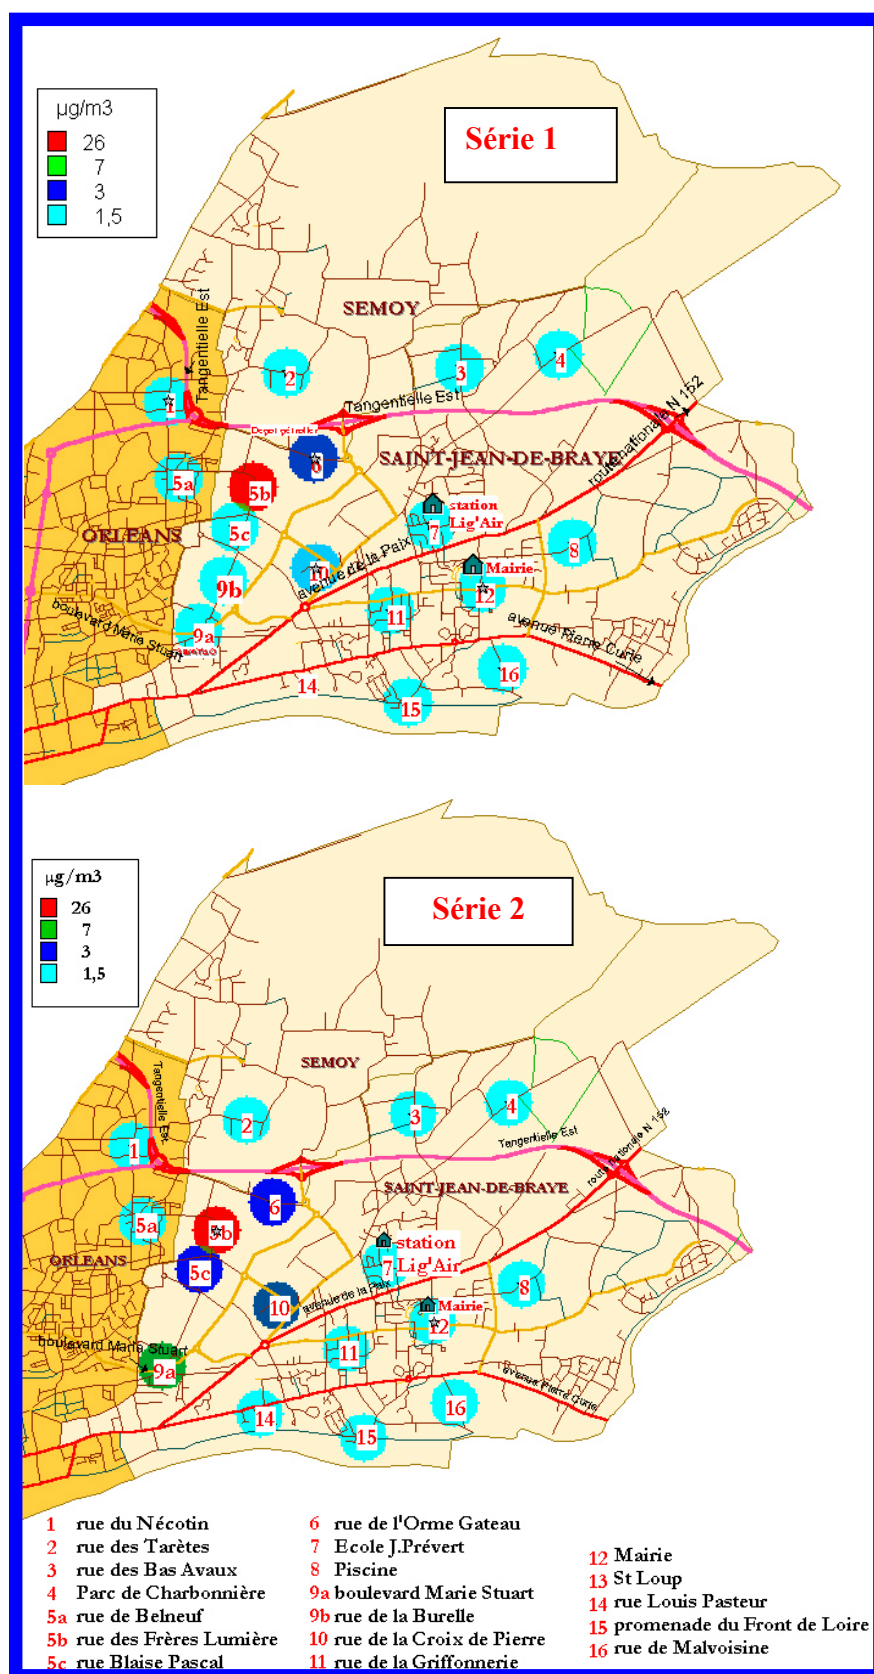 µg/m3
26
7
3
1,5
Série 1
SEMOY
Tangentielle Est
Tangentielle Est
1
2
3
4
route nationale N 152
Depot pétrolier
SAINT-JEAN-DE-BRAYE
6
5a
5b
5c
station
Lig'Air
7
8
ORLEANS
10
avenue de la Paix
Mairie
9b
12
11
boulevard Marie Stuart
9a
avenue Pierre Curie
14
15
16
µg/m3
26
7
3
1,5
Série 2
SEMOY
Tangentielle Est
1
2
3
4
Tangentielle Est
route nationale N 152
SAINT-JEAN-DE-BRAYE
6
5a
5b
5c
station
Lig'Air
7
8
ORLEANS
10
avenue de la Paix
Mairie
12
11
boulevard Maria Stuart
9a
avenue Pierre Curie
14
15
16
1 rue du Nécotin
2 rue des Tarètes
3 rue des Bas Avaux
4 Parc de Charbonnière
5a rue de Belneuf
5b rue des Frères Lumière
5c rue Blaise Pascal
6 rue de l'Orme Gateau
7 Ecole J.Prévert
8 Piscine
9a boulevard Marie Stuart
9b rue de la Burelle
10 rue de la Croix de Pierre
11 rue de la Griffonnerie
12 Mairie
13 St Loup
14 rue Louis Pasteur
15 promenade du Front de Loire
16 rue de Malvoisine